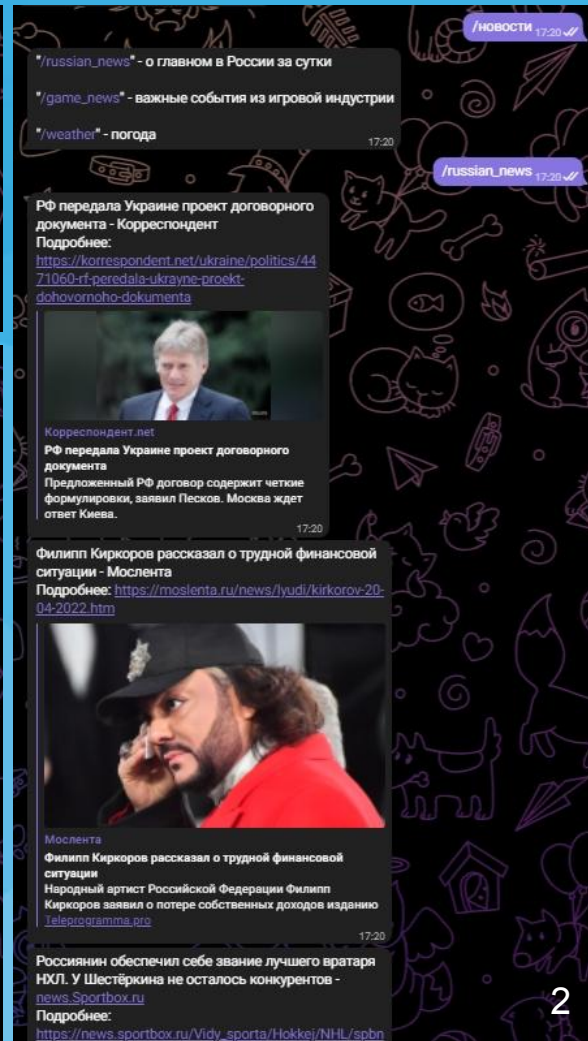 /новости 17:20
"/russian_news" - о главном в России за сутки
"/game_news" - важные события из игровой индустрии
"/weather" - погода
17:20
/russian_news 17:20
РФ передала Украине проект договорного
документа - Корреспондент
Подробнее:
https://korrespondent.net/ukraine/politics/44
71060-rf-peredala-ukrayne-proekt-
dohovornoho-dokumenta
Корреспондент.net
РФ передала Украине проект договорного
документа
Предложенный РФ договор содержит четкие
формулировки, заявил Песков. Москва ждет
ответ Киева.
17:20
Филипп Киркоров рассказал о трудной финансовой
ситуации - Мослента
Подробнее: https://moslenta.ru/news/lyudi/kirkorov-20-
04-2022.htm
Мослента
Филипп Киркоров рассказал о трудной финансовой
ситуации
Народный артист Российской Федерации Филипп
Киркоров заявил о потере собственных доходов изданию
Teleprogramma.pro
17:20
Россиянин обеспечил себе звание лучшего вратаря
НХЛ. У Шестёркина не осталось конкурентов -
news.Sportbox.ru
Подробнее:
https://news.sportbox.ru/Vidy_sporta/Hokkej/NHL/spbn
2